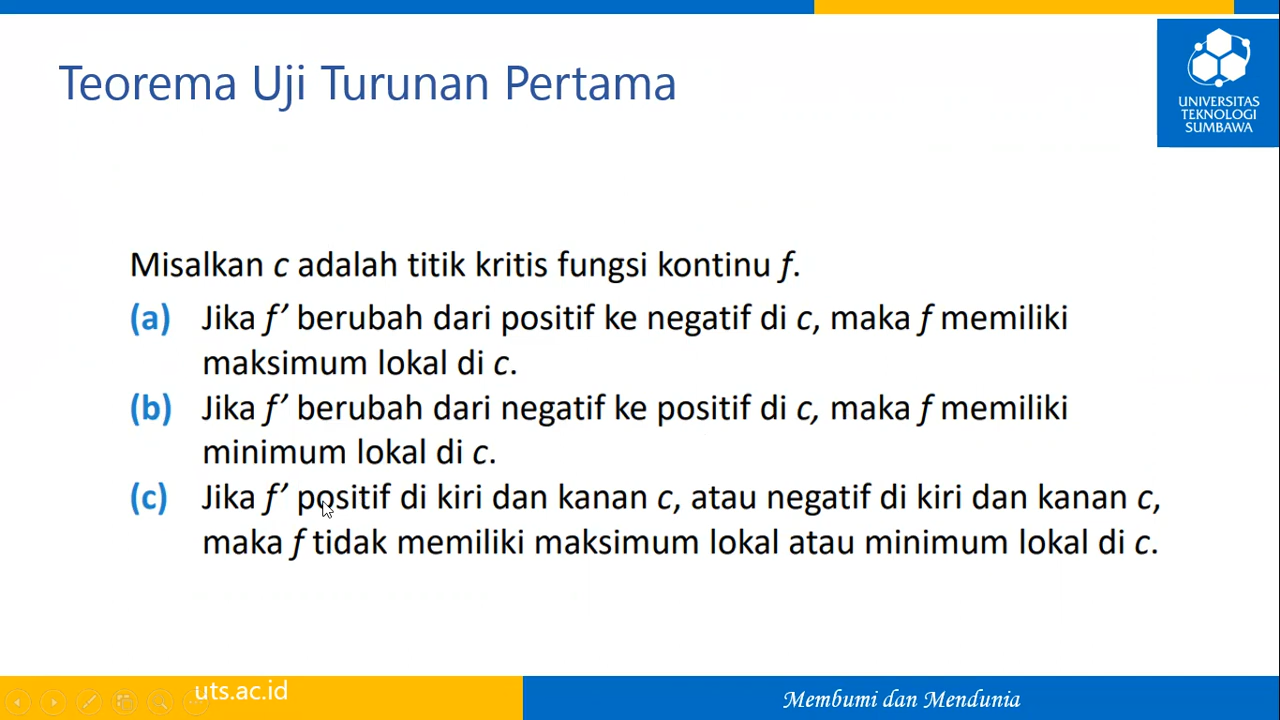 Teorema Uji Turunan Pertama
UNIVERSITAS
TEKNOLOGI
SUMBAWA
Misalkan c adalah titik kritis fungsi kontinu f.
(a) Jika f’ berubah dari positif ke negatif di c, maka f memiliki
maksimum lokal di c.
(b) Jika f’ berubah dari negatif ke positif di c, maka f memiliki
minimum lokal di c.
(c) Jika f’ positif di kiri dan kanan c, atau negatif di kiri dan kanan c,
maka f tidak memiliki maksimum lokal atau minimum lokal di c.
uts.ac.id
Membumi dan Mendunia